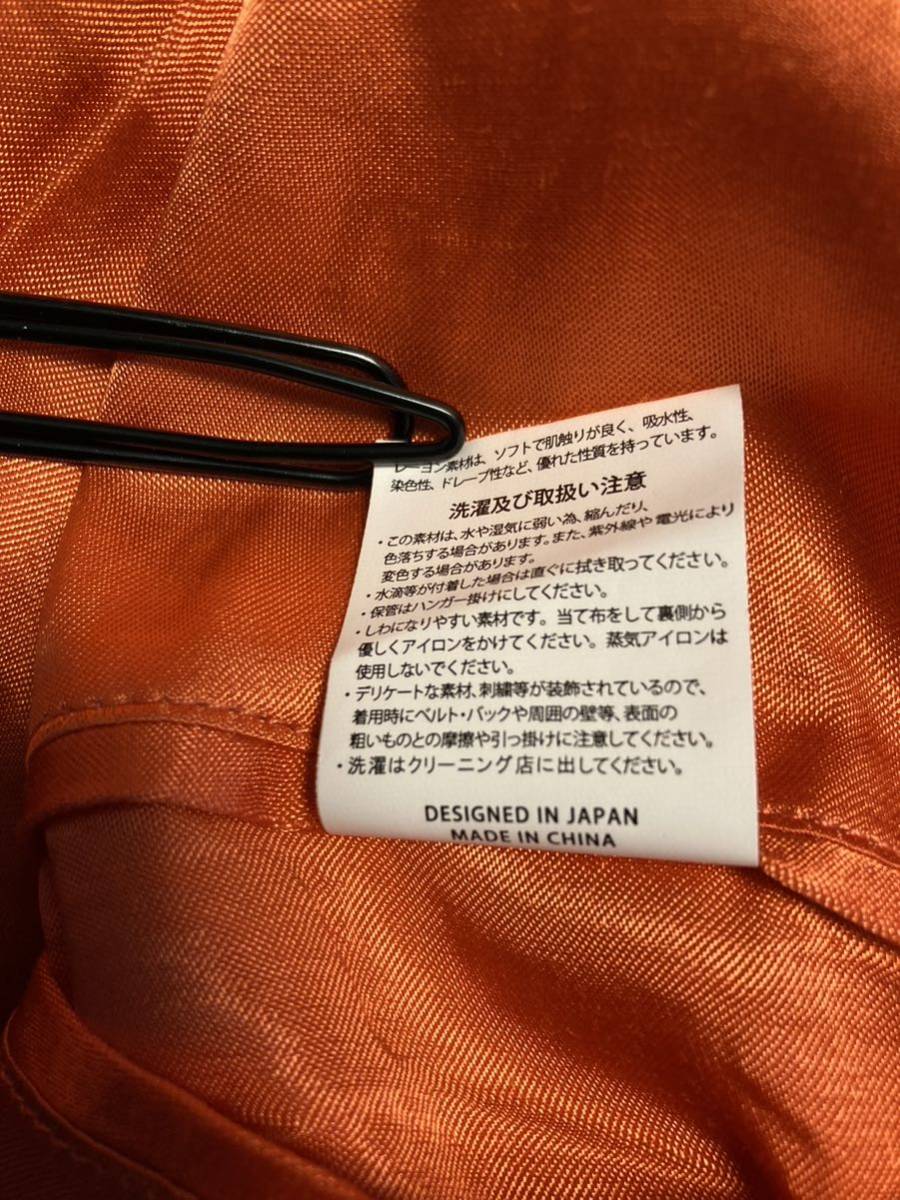 レーヨン素材は、ソフトで肌触りが良く、吸水性、
染色性、ドレープ性など、優れた性質を持っています。
洗濯及び取扱い注意
・この素材は、水や湿気に弱い為、縮んだり、
色落ちする場合があります。また、紫外線や電光により
変色する場合があります。
・水滴等が付着した場合は直ぐに拭き取ってください。
・保管はハンガー掛けにしてください。
・しわになりやすい素材です。当て布をして裏側から
優しくアイロンをかけてください。蒸気アイロンは
使用しないでください。
・デリケートな素材、刺繍等が装飾されているので、
着用時にベルト・バックや周囲の壁等、表面の
粗いものとの摩擦や引っ掛けに注意してください。
・洗濯はクリーニング店に出してください。
DESIGNED IN JAPAN
MADE IN CHINA